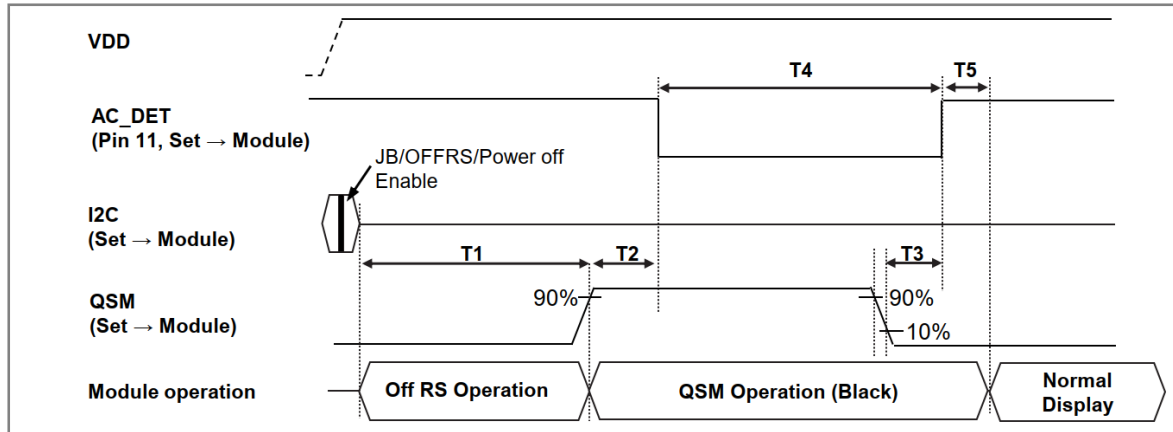 VDD
T4
T5
AC_DET
(Pin 11, Set → Module)
JB/OFFRS/Power off
Enable
I2C
(Set → Module)
T1
T2
T3
QSM
(Set → Module)
90%
90%
10%
Module operation
Off RS Operation
QSM Operation (Black)
Normal
Display